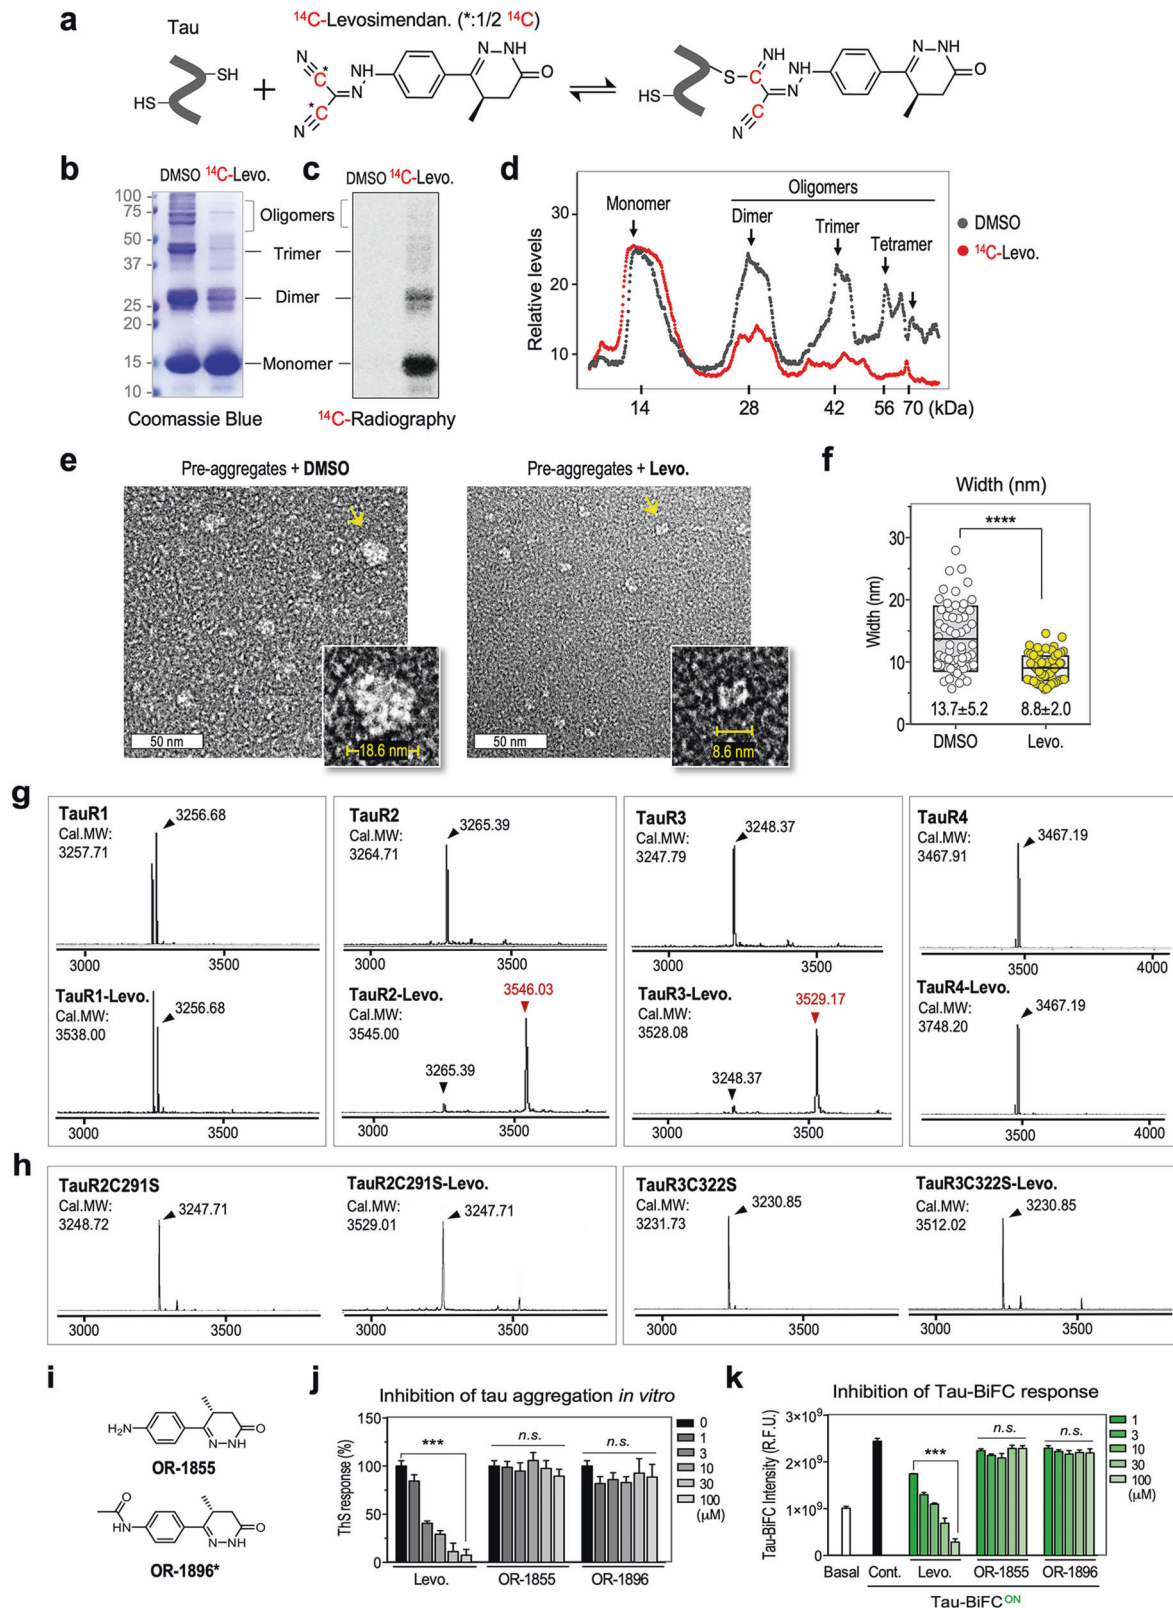 a
Tau
14C-Levosimendan. (*:1/2 14C)
SH
HS
+
N
C
*
*
C
N
NH
N
N NH
O
HS
S
C
NH
NH
N
C
N
N NH
O
b
DMSO 14C-Levo.
100
75
50
37
25
20
15
10
Oligomers
Trimer
Dimer
Monomer
Coomassie Blue
c
DMSO 14C-Levo.
14C-Radiography
d
Oligomers
Monomer
Dimer
Trimer
Tetramer
DMSO
14C-Levo.
Relative levels
30
20
10
14 28 42 56 70 (kDa)
e
Pre-aggregates + DMSO
50 nm
18.6 nm
Pre-aggregates + Levo.
50 nm
8.6 nm
f
Width (nm)
****
Width (nm)
30
20
10
0
13.7±5.2 8.8±2.0
DMSO Levo.
g
TauR1
Cal.MW:
3257.71
3256.68
3000 3500
TauR2
Cal.MW:
3264.71
3265.39
3000 3500
TauR3
Cal.MW:
3247.79
3248.37
3000 3500
TauR4
Cal.MW:
3467.91
3467.19
3500 4000
TauR1-Levo.
Cal.MW:
3538.00
3256.68
3000 3500
TauR2-Levo.
Cal.MW:
3545.00
3546.03
3265.39
3000 3500
TauR3-Levo.
Cal.MW:
3528.08
3529.17
3248.37
3000 3500
TauR4-Levo.
Cal.MW:
3748.20
3467.19
3500 4000
h
TauR2C291S
Cal.MW:
3248.72
3247.71
3000 3500
TauR2C291S-Levo.
Cal.MW:
3529.01
3247.71
3000 3500
TauR3C322S
Cal.MW:
3231.73
3230.85
3000 3500
TauR3C322S-Levo.
Cal.MW:
3512.02
3230.85
3000 3500
i
H2N
N NH
O
OR-1855
O
N
H
N NH
O
OR-1896*
j
Inhibition of tau aggregation in vitro
ThS response (%)
150
100
50
0
***
n.s.
n.s.
0
1
3
10
30
100
(μM)
Levo. OR-1855 OR-1896
k
Inhibition of Tau-BiFC response
Tau-BiFC Intensity (R.F.U.)
3×10⁹
2×10⁹
1×10⁹
0
***
n.s.
n.s.
1
3
10
30
100
(μM)
Basal Cont. Levo. OR-1855 OR-1896
Tau-BiFC ON